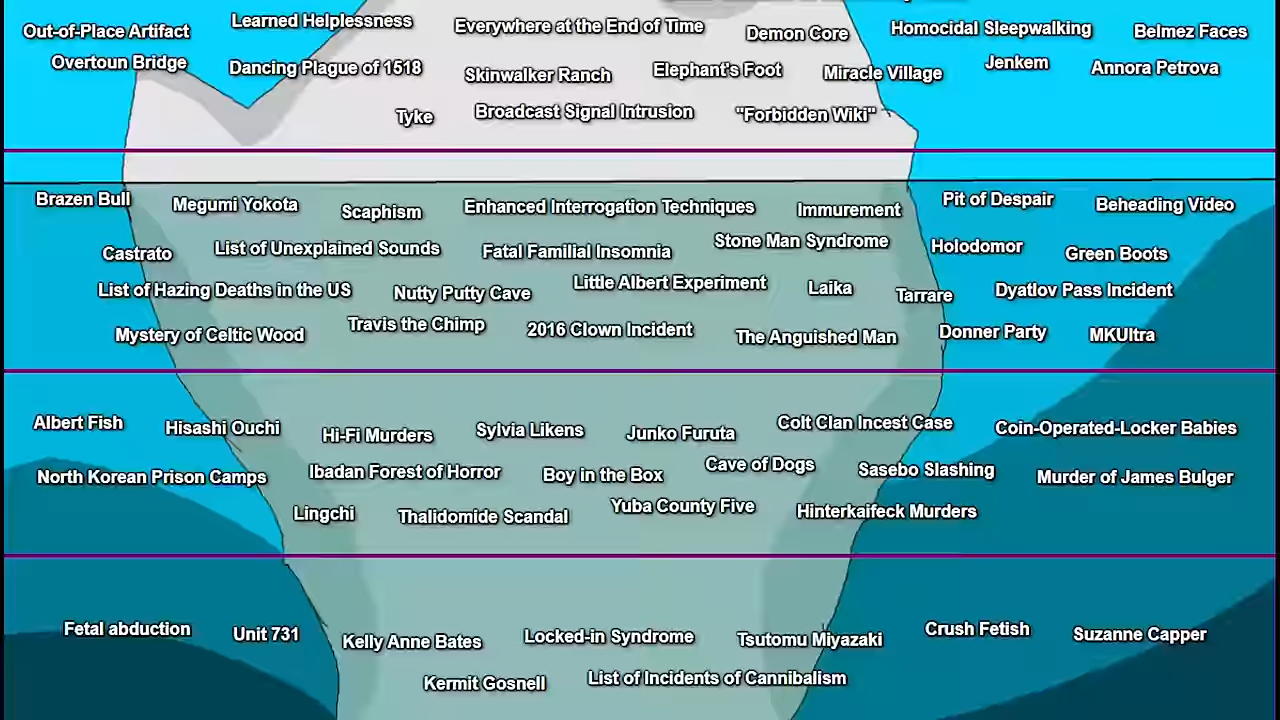 Learned Helplessness
Everywhere at the End of Time
Homocidal Sleepwalking
Out-of-Place Artifact
Demon Core
Belmez Faces
Overtoun Bridge
Dancing Plague of 1518
Skinwalker Ranch
Elephant's Foot
Miracle Village
Jenkem
Annora Petrova
Tyke
Broadcast Signal Intrusion
"Forbidden Wiki"
Brazen Bull
Megumi Yokota
Scaphism
Enhanced Interrogation Techniques
Immurement
Pit of Despair
Beheading Video
Castrato
List of Unexplained Sounds
Fatal Familial Insomnia
Stone Man Syndrome
Holodomor
Green Boots
List of Hazing Deaths in the US
Nutty Putty Cave
Little Albert Experiment
Laika
Tarrare
Dyatlov Pass Incident
Mystery of Celtic Wood
Travis the Chimp
2016 Clown Incident
The Anguished Man
Donner Party
MKUltra
Albert Fish
Hisashi Ouchi
Hi-Fi Murders
Sylvia Likens
Junko Furuta
Colt Clan Incest Case
Coin-Operated-Locker Babies
North Korean Prison Camps
Ibadan Forest of Horror
Boy in the Box
Cave of Dogs
Sasebo Slashing
Murder of James Bulger
Lingchi
Thalidomide Scandal
Yuba County Five
Hinterkaifeck Murders
Fetal abduction
Unit 731
Kelly Anne Bates
Locked-in Syndrome
Tsutomu Miyazaki
Crush Fetish
Suzanne Capper
Kermit Gosnell
List of Incidents of Cannibalism